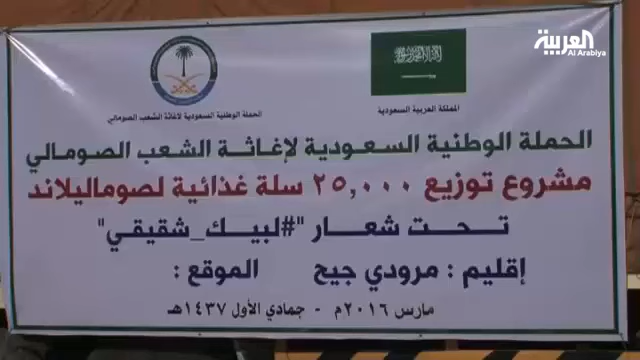 العربية
Al Arabiya
المملكة العربية السعودية
الحملة الوطنية السعودية لإغاثة الشعب الصومالي
الحملة الوطنية السعودية لإغاثة الشعب الصومالي
مشروع توزيع ٢٥,٠٠٠ سلة غذائية لصوماليلاند
تحت شعار "#لبيك_شقيقي"
إقليم : مرودي جيح الموقع :
مارس ٢٠١٦م - جمادي الأول ١٤٣٧هـ